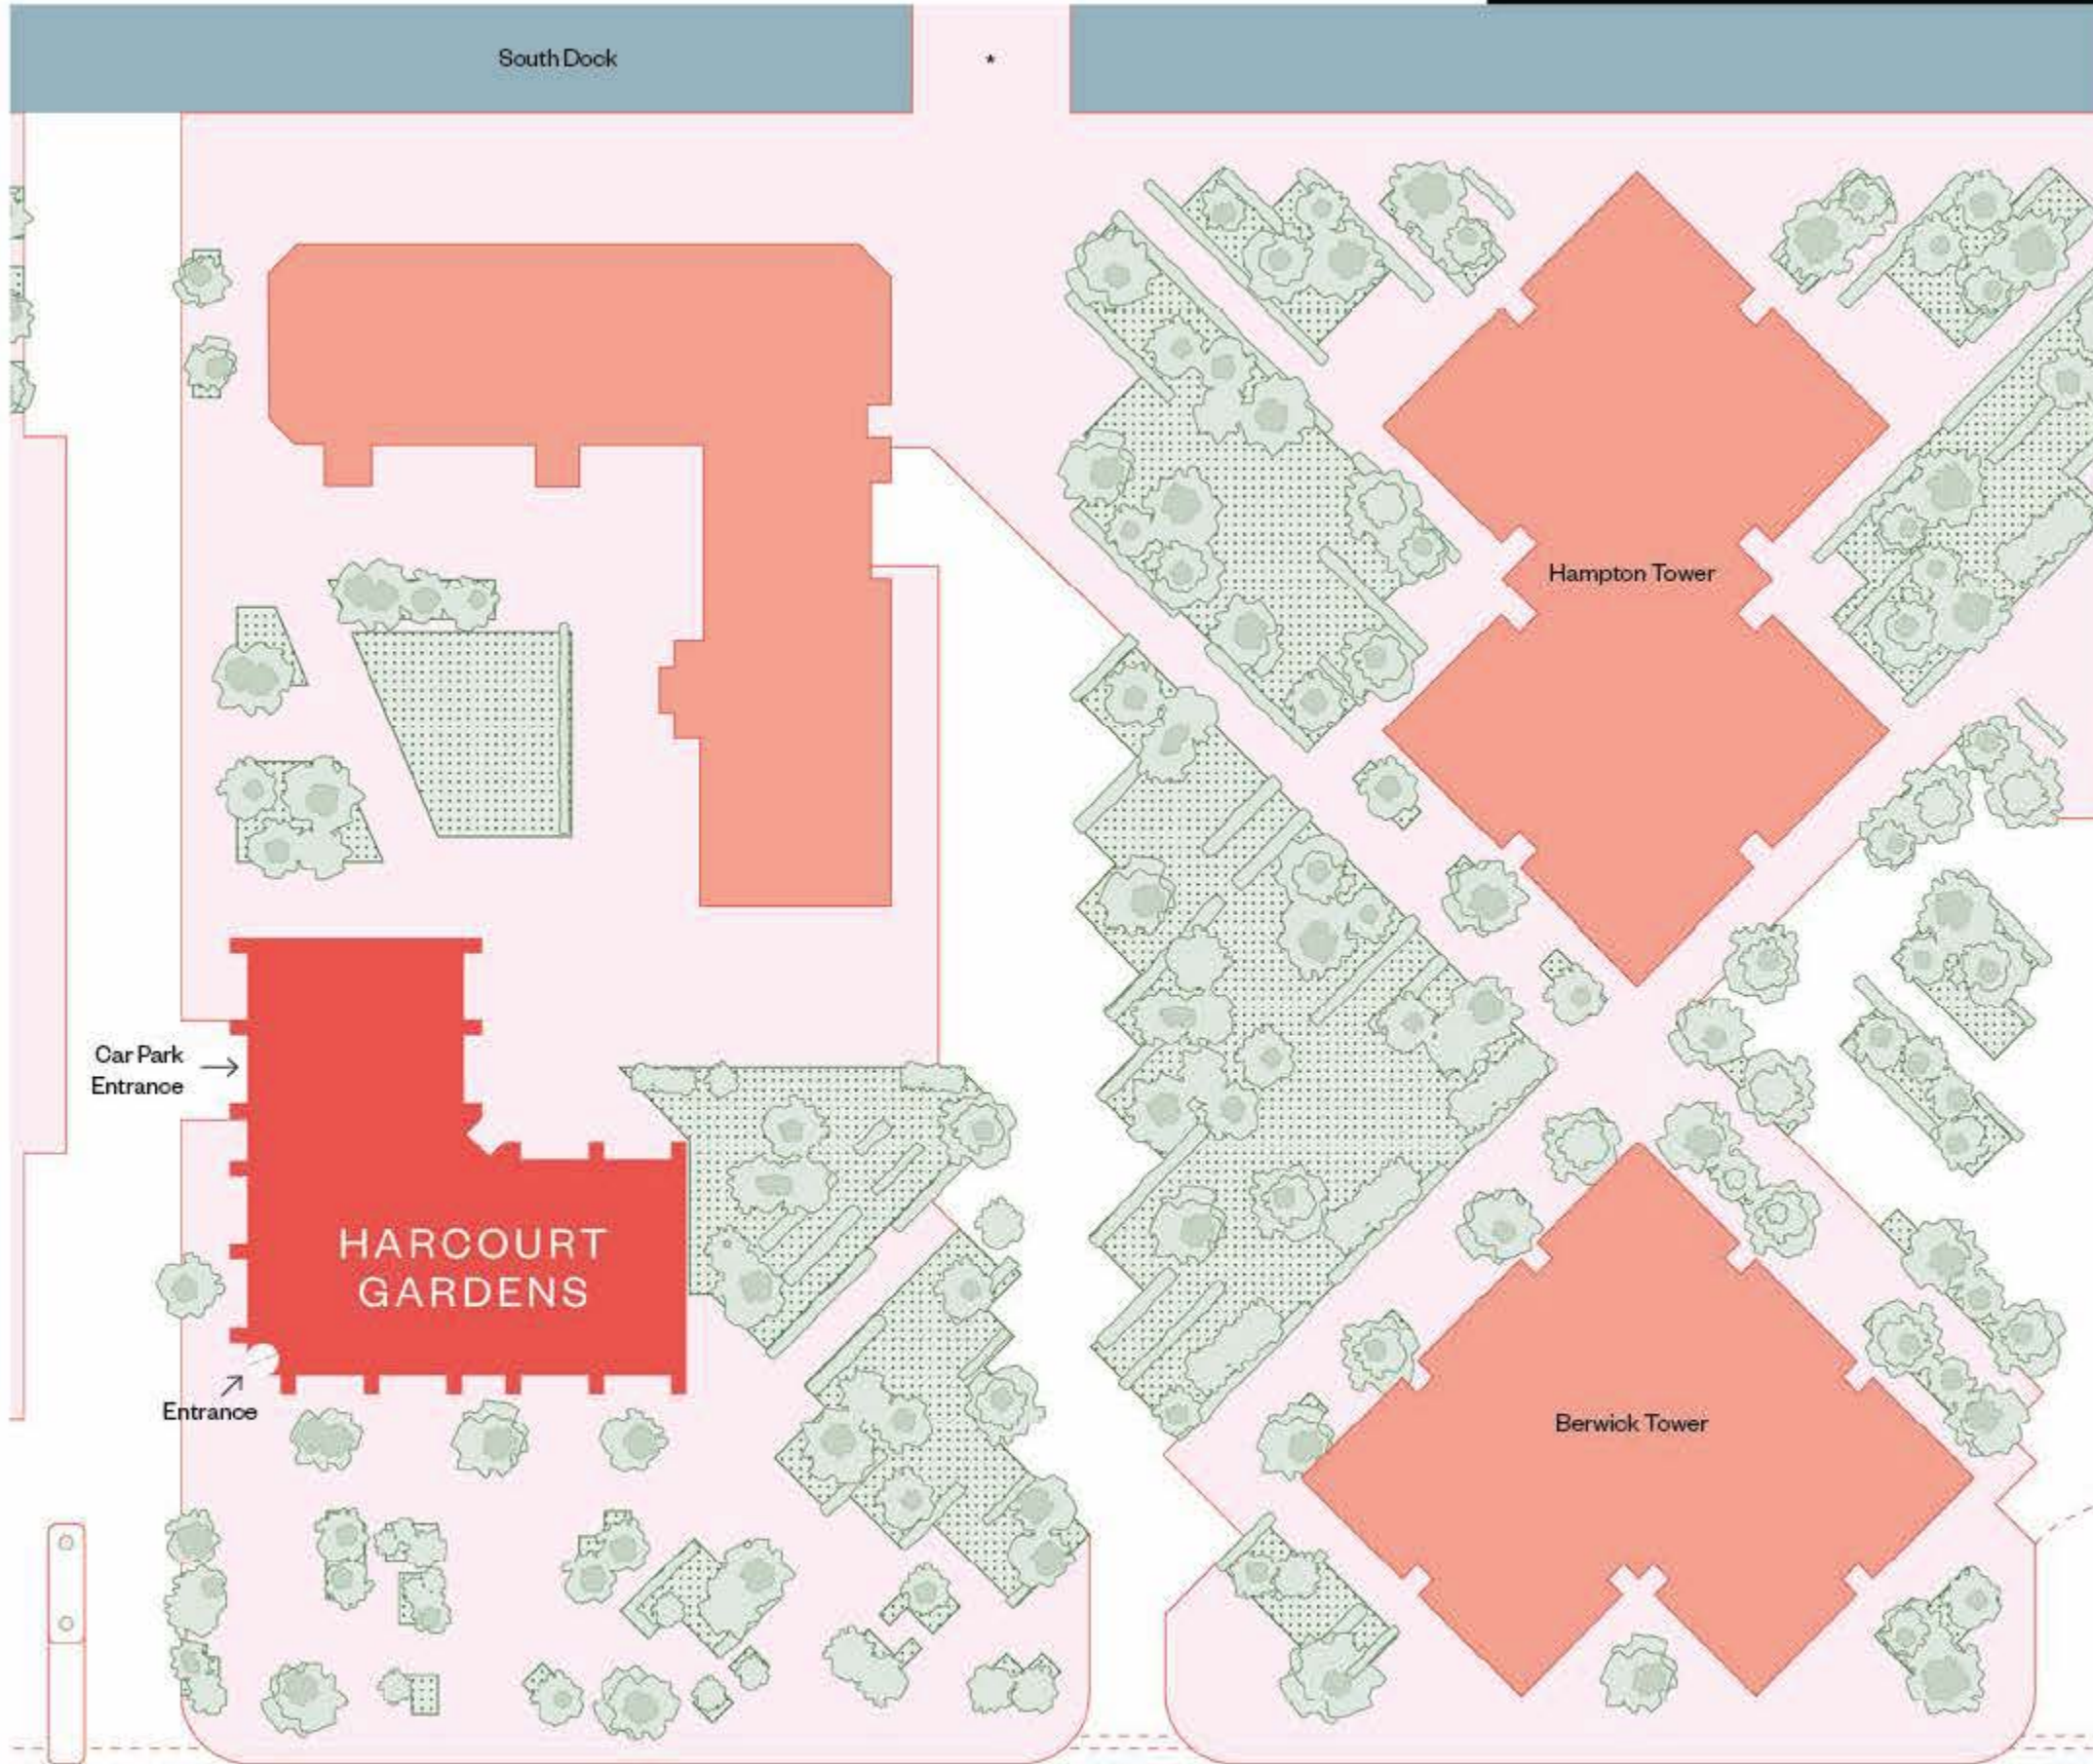 South Dock
*
Hampton Tower
Car Park
Entrance
HARCOURT
GARDENS
Entrance
Berwick Tower